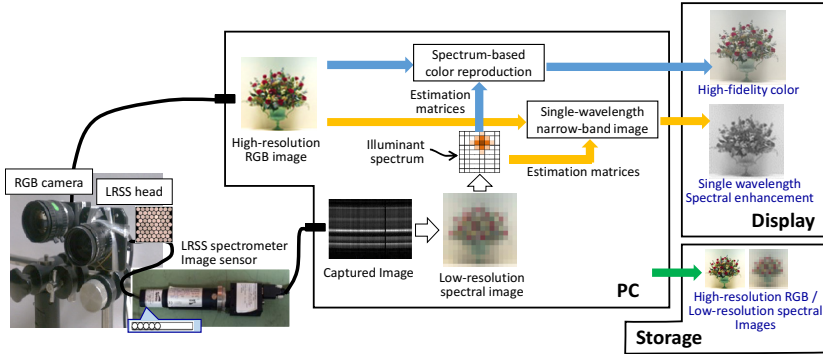 Spectrum-based
color reproduction
Estimation
matrices
High-resolution
RGB image
Single-wavelength
narrow-band image
Illuminant
spectrum
Estimation matrices
High-fidelity color
Single wavelength
Spectral enhancement
Display
RGB camera
LRSS head
LRSS spectrometer
Image sensor
Captured Image
Low-resolution
spectral image
PC
High-resolution RGB /
Low-resolution spectral
Images
Storage